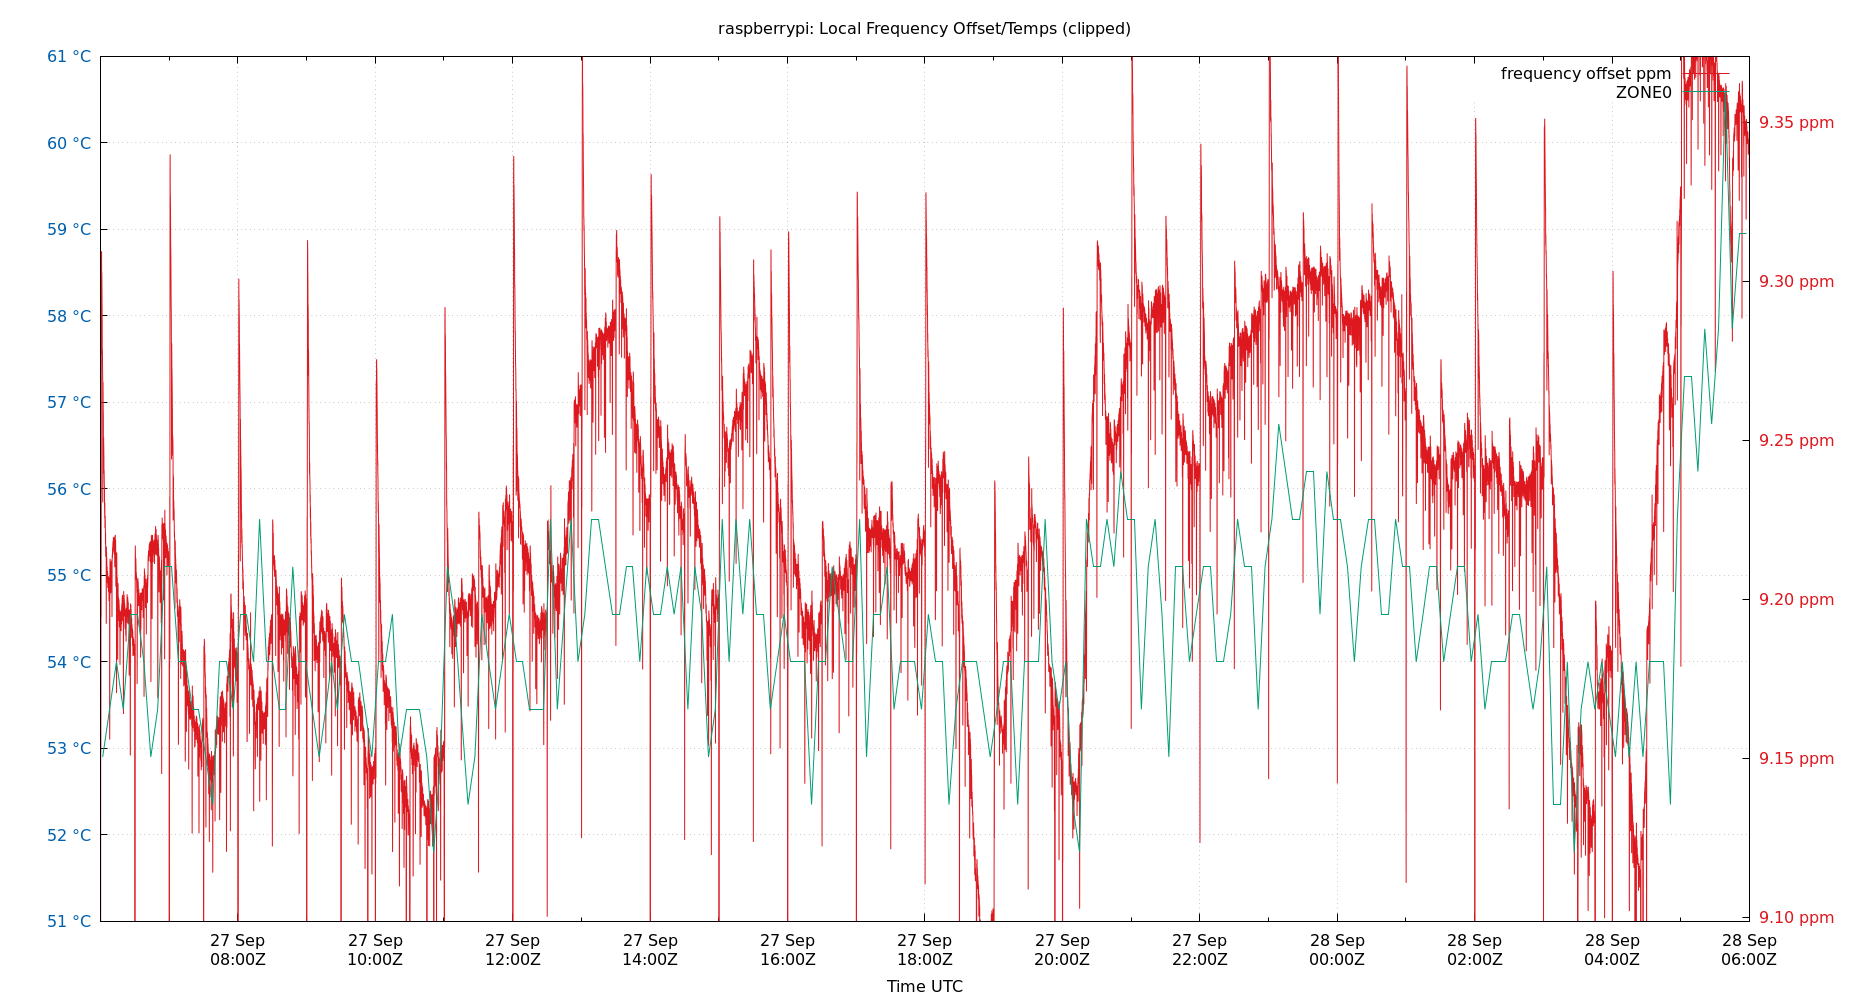 raspberrypi: Local Frequency Offset/Temps (clipped)
61 °C
60 °C
59 °C
58 °C
57 °C
56 °C
55 °C
54 °C
53 °C
52 °C
51 °C
frequency offset ppm
ZONE0
9.35 ppm
9.30 ppm
9.25 ppm
9.20 ppm
9.15 ppm
9.10 ppm
27 Sep
08:00Z
27 Sep
10:00Z
27 Sep
12:00Z
27 Sep
14:00Z
27 Sep
16:00Z
27 Sep
18:00Z
27 Sep
20:00Z
27 Sep
22:00Z
28 Sep
00:00Z
28 Sep
02:00Z
28 Sep
04:00Z
28 Sep
06:00Z
Time UTC